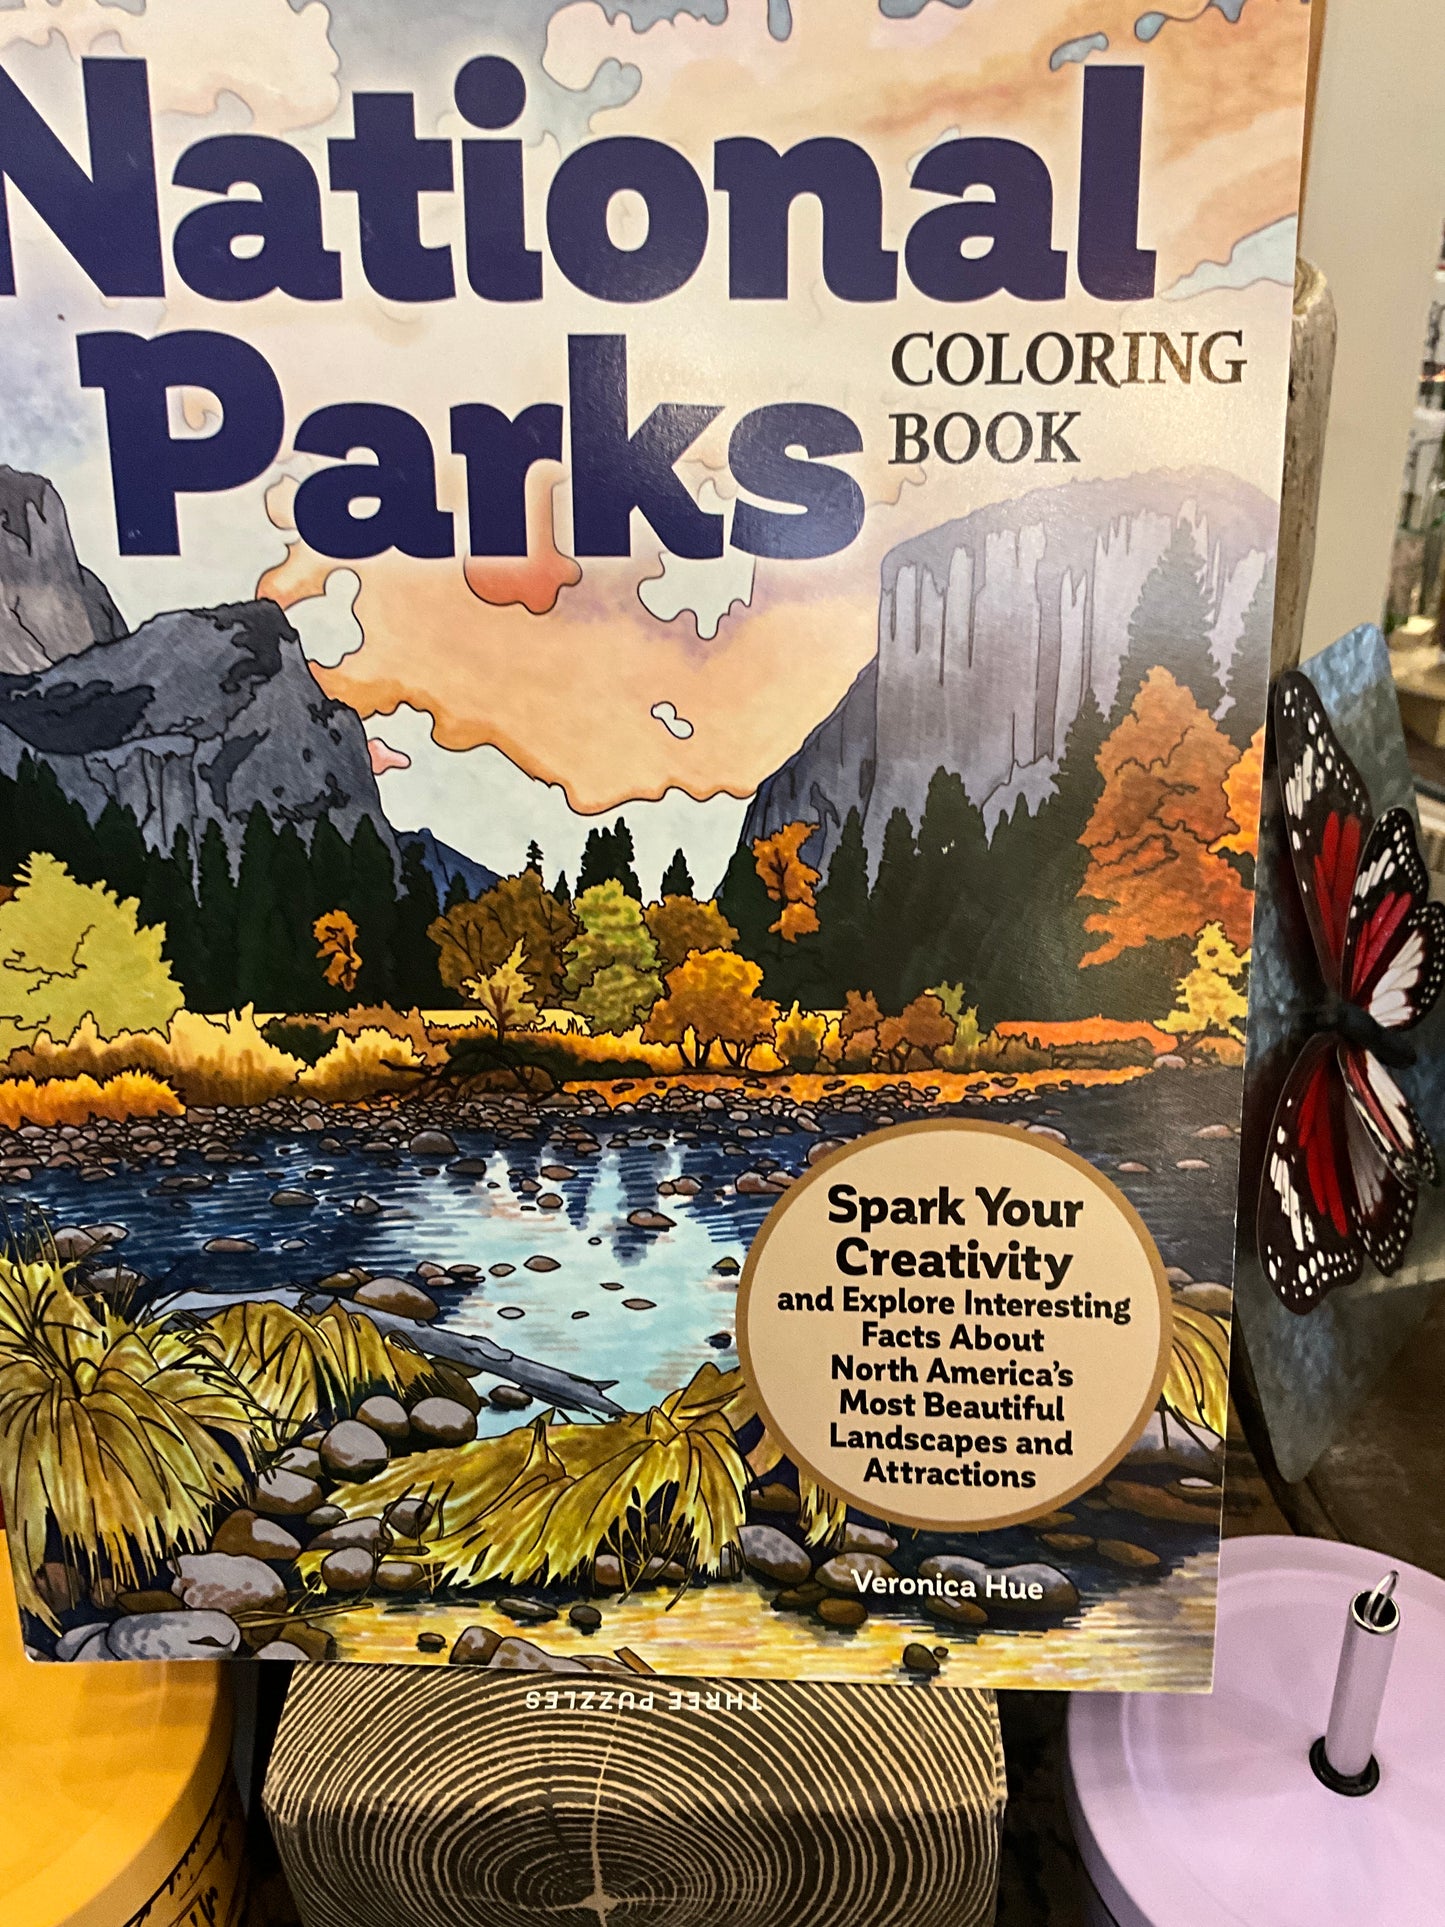 National
Parks
COLORING
BOOK
Spark Your
Creativity
and Explore Interesting
Facts About
North America's
Most Beautiful
Landscapes and
Attractions
Veronica Hue
THREE PUZZLES